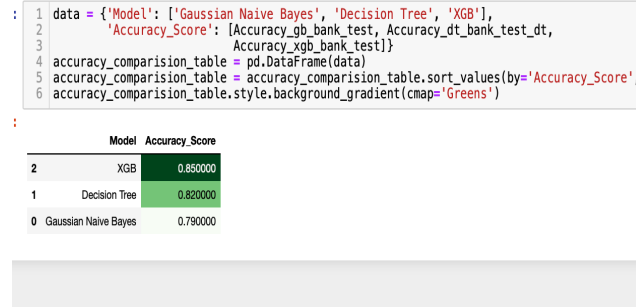 1 data = {'Model': ['Gaussian Naive Bayes', 'Decision Tree', 'XGB'],
2 'Accuracy_Score': [Accuracy_gb_bank_test, Accuracy_dt_bank_test_dt,
3 Accuracy_xgb_bank_test]}
4 accuracy_comparision_table = pd.DataFrame(data)
5 accuracy_comparision_table = accuracy_comparision_table.sort_values(by='Accuracy_Score',
6 accuracy_comparision_table.style.background_gradient(cmap='Greens')
Model Accuracy_Score
2 XGB 0.850000
1 Decision Tree 0.820000
0 Gaussian Naive Bayes 0.790000